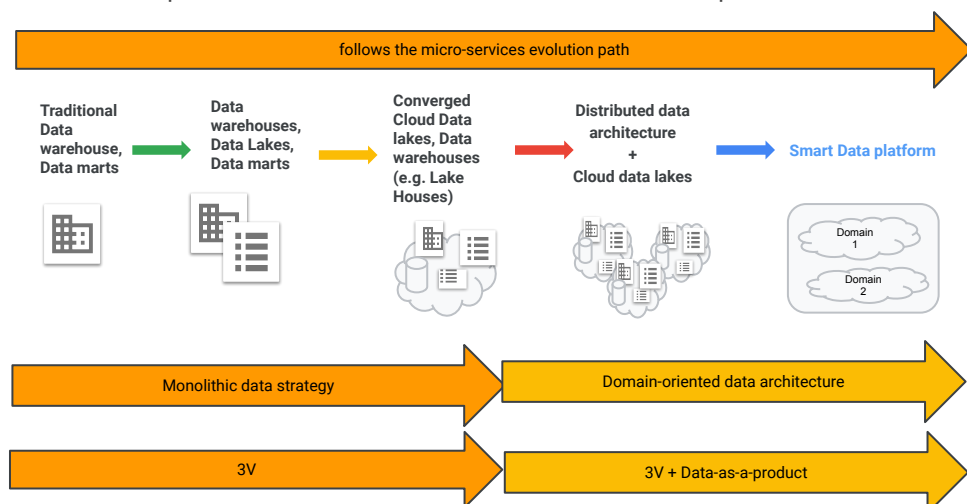 follows the micro-services evolution path
Traditional
Data
warehouse,
Data marts
Data
warehouses,
Data Lakes,
Data marts
Converged
Cloud Data
lakes, Data
warehouses
(e.g. Lake
Houses)
Distributed data
architecture
+
Cloud data lakes
Smart Data platform
Domain
1
Domain
2
Monolithic data strategy
Domain-oriented data architecture
3V
3V + Data-as-a-product